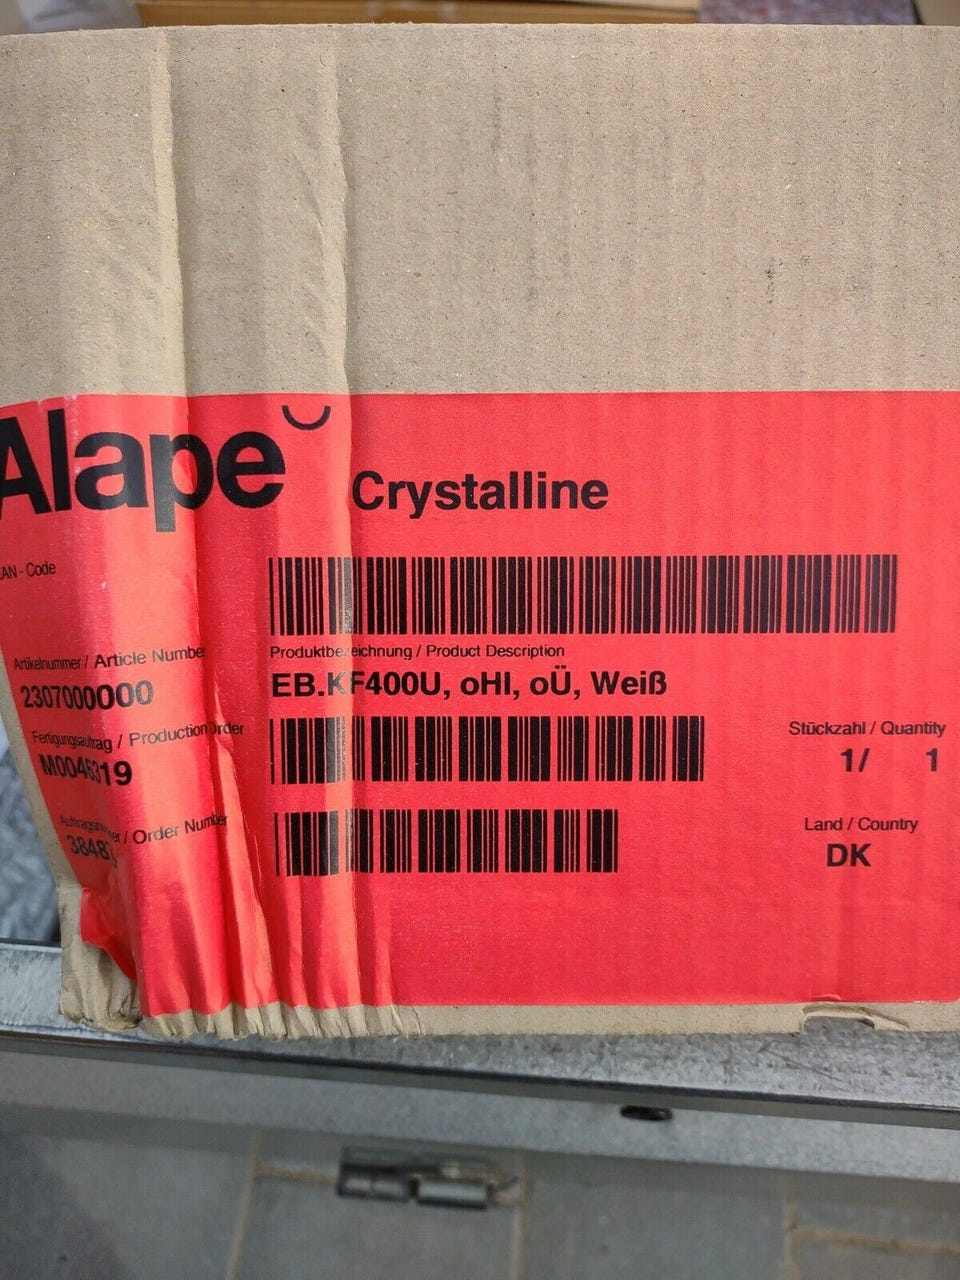 Alape
Crystalline
EAN - Code
Artikelnummer / Article Number
2307000000
Produktbezeichnung / Product Description
EB.KF400U, oHl, oÜ, Weiß
Fertigungsauftrag / Production Order
M0046319
Stückzahl / Quantity
1/ 1
/ Order Number
Land / Country
DK